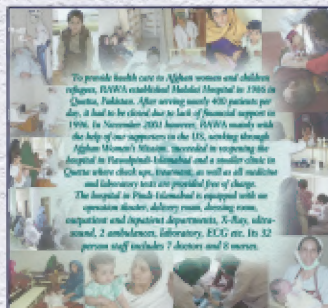 To provide health care to Afghan women and children
refugees, RAWA established Malalai Hospital in 1986 in
Quetta, Pakistan. After serving nearly 400 patients per
day, it had to be closed due to lack of financial support in
1996. In November 2001 however, RAWA mainly with
the help of our supporters in the US, working through
Afghan Women's Mission, succeeded in reopening the
hospital in Rawalpindi-Islamabad and a smaller clinic in
Quetta where check ups, treatment, as well as all medicine
and laboratory tests are provided free of charge.
The hospital in Pindi-Islamabad is equipped with an
operation theater, delivery room, dressing room,
outpatient and inpatient departments, X-Ray, ultra-
sound, 2 ambulances, laboratory, ECG etc. Its 32
person staff includes 7 doctors and 8 nurses.